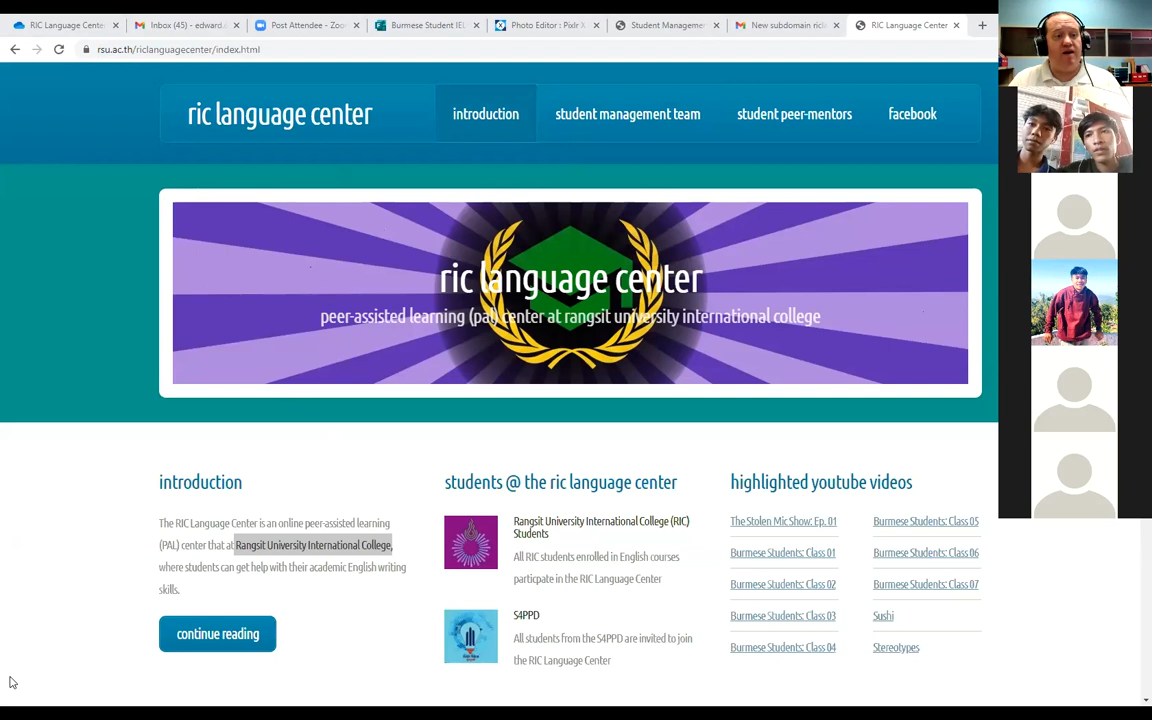 RIC Language Cente
Inbox (45) - edward.a
Post Attendee - Zoo
Burmese Student IEL
Photo Editor : Pixlr X
Student Manageme
New subdomain rick
RIC Language Center
rsu.ac.th/riclanguagecenter/index.html
ric language center
introduction
student management team
student peer-mentors
facebook
ric language center
peer-assisted learning (pal) center at rangsit university international college
introduction
The RIC Language Center is an online peer-assisted learning
(PAL) center that at Rangsit University International College,
where students can get help with their academic English writing
skills.
continue reading
students @ the ric language center
Rangsit University International College (RIC)
Students
All RIC students enrolled in English courses
particpate in the RIC Language Center
S4PPD
All students from the S4PPD are invited to join
the RIC Language Center
highlighted youtube videos
The Stolen Mic Show: Ep. 01
Burmese Students: Class 01
Burmese Students: Class 02
Burmese Students: Class 03
Burmese Students: Class 04
Burmese Students: Class 05
Burmese Students: Class 06
Burmese Students: Class 07
Sushi
Stereotypes